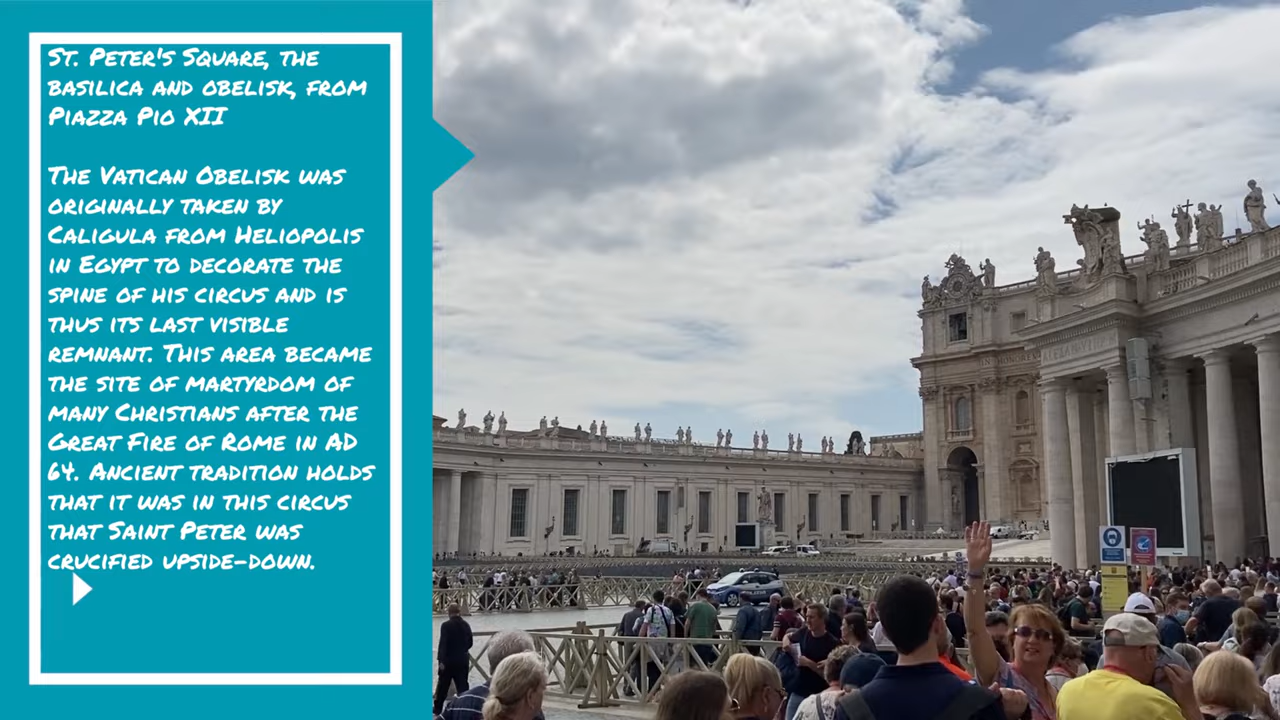 St. Peter's Square, the
basilica and obelisk, from
Piazza Pio XII
The Vatican Obelisk was
originally taken by
Caligula from Heliopolis
in Egypt to decorate the
spine of his circus and is
thus its last visible
remnant. This area became
the site of martyrdom of
many Christians after the
Great Fire of Rome in AD
64. Ancient tradition holds
that it was in this circus
that Saint Peter was
crucified upside-down.